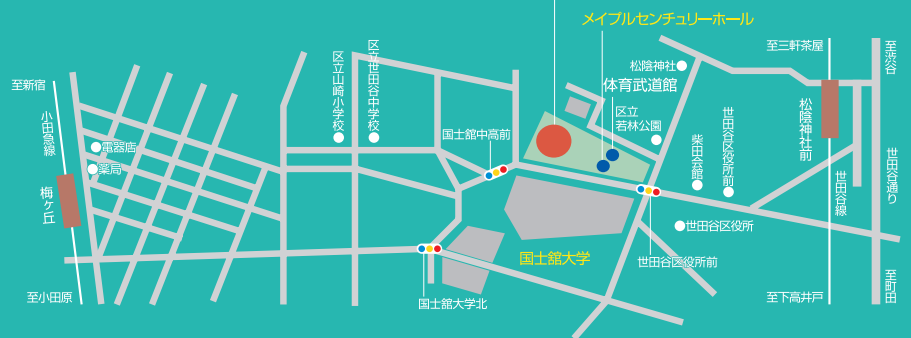 メイプルセンチュリーホール
至三軒茶屋
至渋谷
区立世田谷中学校
区立山崎小学校
松陰神社
体育武道館
至新宿
小田急線
電器店
薬局
梅ヶ丘
国士館中高前
区立
若林公園
柴田会館
世田谷区役所前
松陰神社前
世田谷通り
世田谷線
世田谷区役所
国士館大学
世田谷区役所前
至小田原
国士館大学北
至下高井戸
至町田